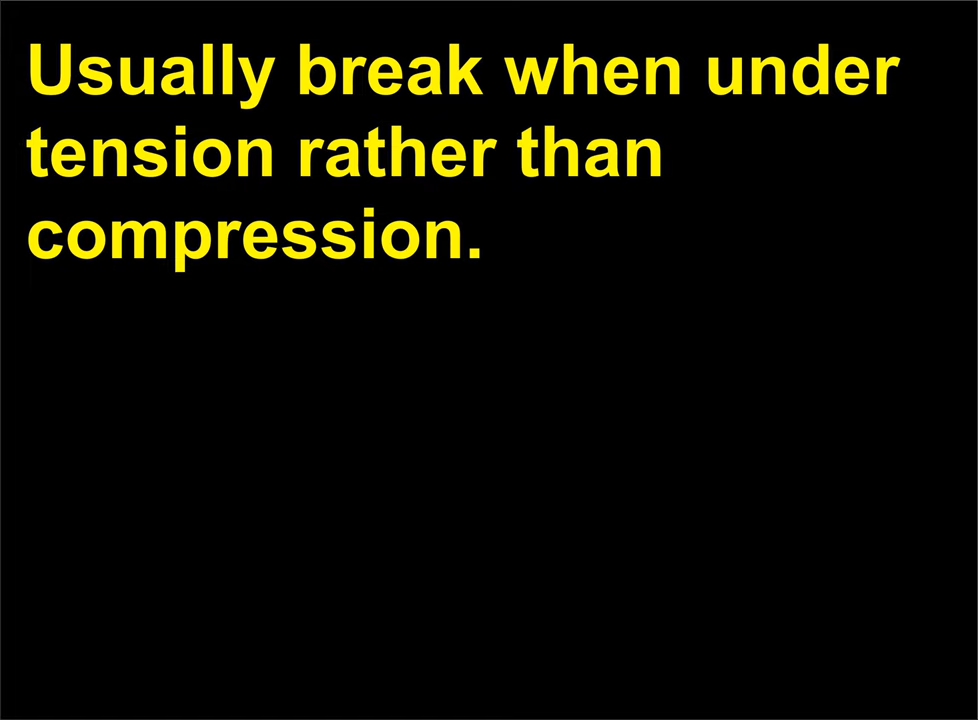 Usually break when under
tension rather than
compression.